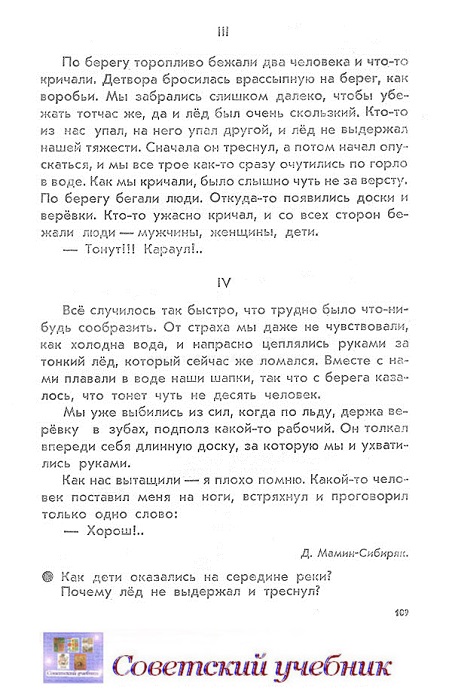 III
По берегу торопливо бежали два человека и что-то
кричали. Детвора бросилась врассыпную на берег, как
воробьи. Мы забрались слишком далеко, чтобы убе-
жать тотчас же, да и лёд был очень скользкий. Кто-то
из нас упал, на него упал другой, и лёд не выдержал
нашей тяжести. Сначала он треснул, а потом начал опу-
скаться, и мы все трое как-то сразу очутились по горло
в воде. Как мы кричали, было слышно чуть не за версту.
По берегу бегали люди. Откуда-то появились доски и
верёвки. Кто-то ужасно кричал, и со всех сторон бе-
жали люди — мужчины, женщины, дети.
— Тонут!!! Караул!..
IV
Всё случилось так быстро, что трудно было что-ни-
будь сообразить. От страха мы даже не чувствовали,
как холодна вода, и напрасно цеплялись руками за
тонкий лёд, который сейчас же ломался. Вместе с на-
ми плавали в воде наши шапки, так что с берега каза-
лось, что тонет чуть не десять человек.
Мы уже выбились из сил, когда по льду, держа ве-
рёвку в зубах, подполз какой-то рабочий. Он толкал
впереди себя длинную доску, за которую мы и ухвати-
лись руками.
Как нас вытащили — я плохо помню. Какой-то чело-
век поставил меня на ноги, встряхнул и проговорил
только одно слово:
— Хорош!..
Д. Мамин-Сибиряк.
Как дети оказались на середине реки?
Почему лёд не выдержал и треснул?
109
Советский учебник
Советский учебник